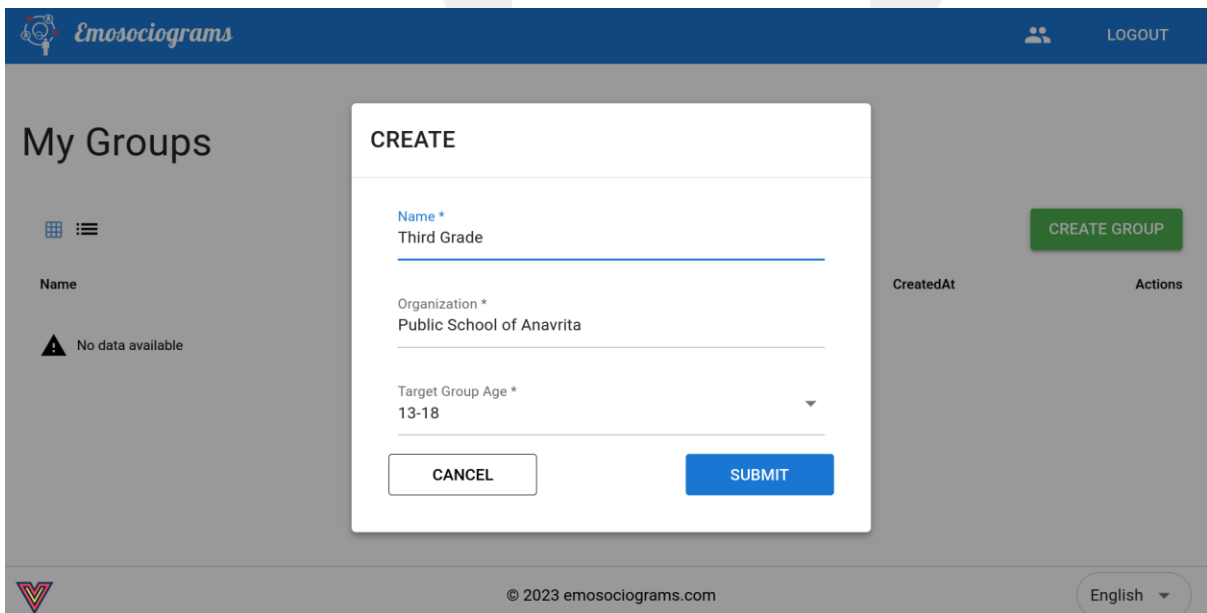 Emosociograms
LOGOUT
My Groups
CREATE GROUP
Name
CreatedAt
Actions
No data available
CREATE
Name *
Third Grade
Organization *
Public School of Anavrita
Target Group Age *
13-18
CANCEL
SUBMIT
© 2023 emosociograms.com
English